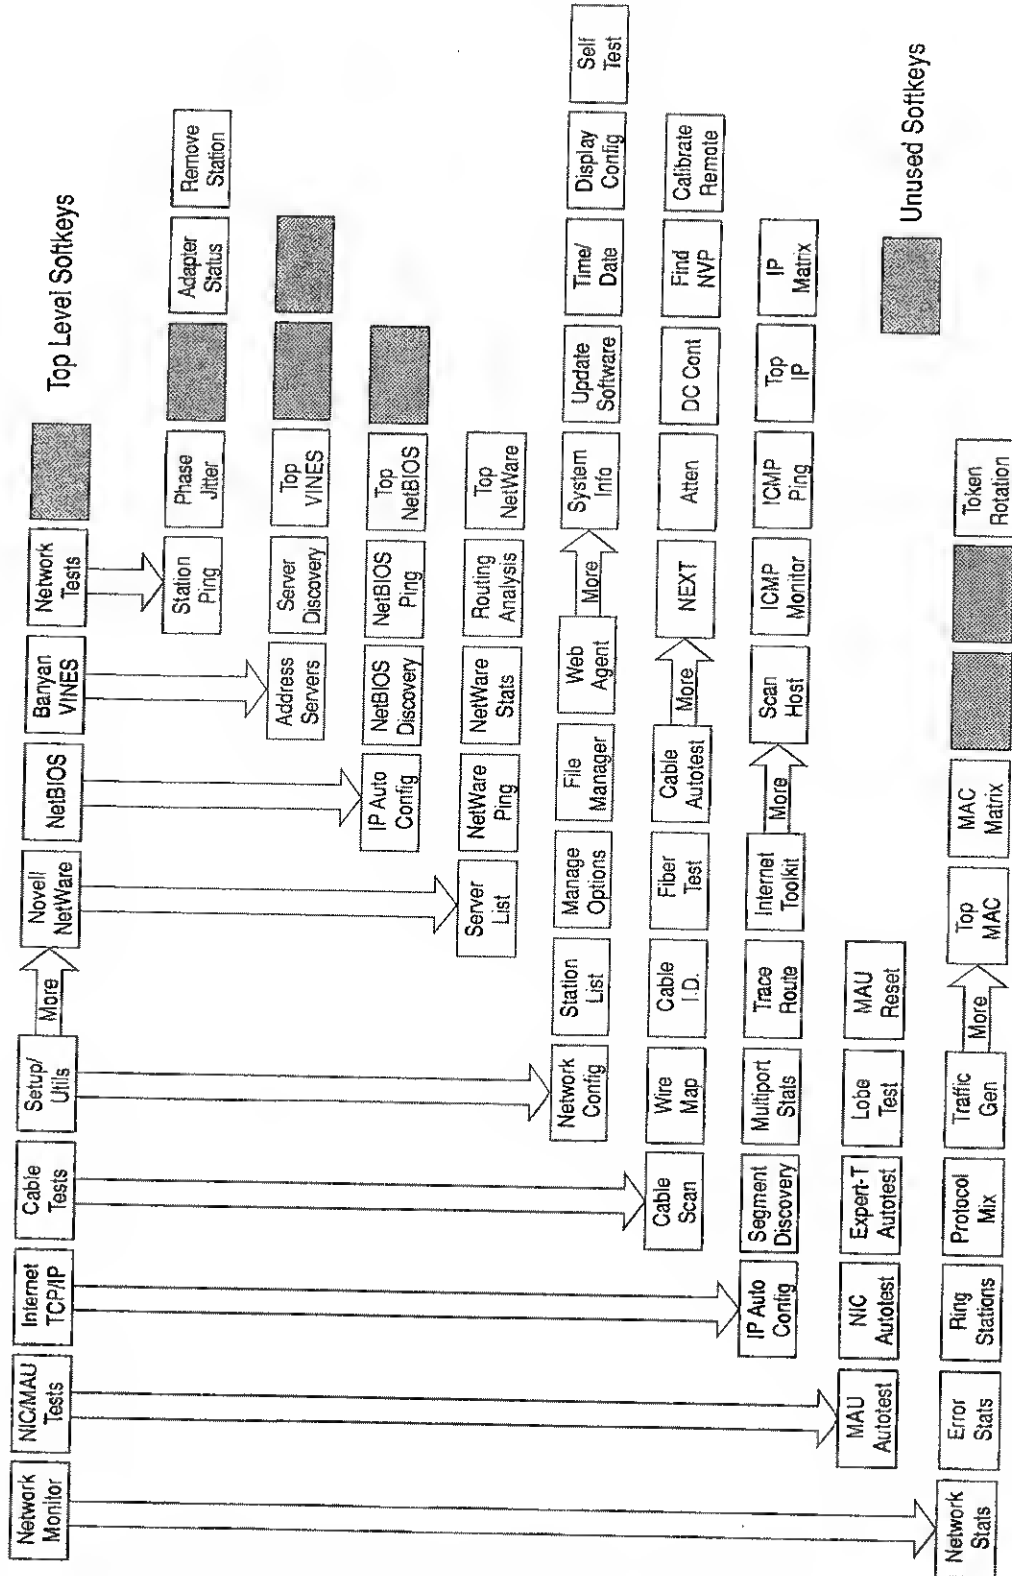 Network
Monitor
NIC/MAU
Tests
Internet
TCP/IP
Cable
Tests
Setup/
Utils
More
Novell
NetWare
NetBIOS
Banyan
VINES
Network
Tests
Top Level Softkeys
Station
Ping
Phase
Jitter
Adapter
Status
Remove
Station
Address
Servers
Server
Discovery
Top
VINES
IP Auto
Config
NetBIOS
Discovery
NetBIOS
Ping
Top
NetBIOS
Server
List
NetWare
Ping
NetWare
Stats
Routing
Analysis
Top
NetWare
Network
Config
Station
List
Manage
Options
File
Manager
Web
Agent
More
System
Info
Update
Software
Time/
Date
Display
Config
Self
Test
Cable
Scan
Wire
Map
Cable
I.D.
Fiber
Test
Cable
Autotest
More
NEXT
Atten
DC Cont
Find
NVP
Calibrate
Remote
IP Auto
Config
Segment
Discovery
Multiport
Stats
Trace
Route
Internet
Toolkit
More
Scan
Host
ICMP
Monitor
ICMP
Ping
Top
IP
IP
Matrix
MAU
Autotest
NIC
Autotest
Expert-T
Autotest
Lobe
Test
MAU
Reset
Unused Softkeys
Network
Stats
Error
Stats
Ring
Stations
Protocol
Mix
Traffic
Gen
More
Top
MAC
MAC
Matrix
Token
Rotation